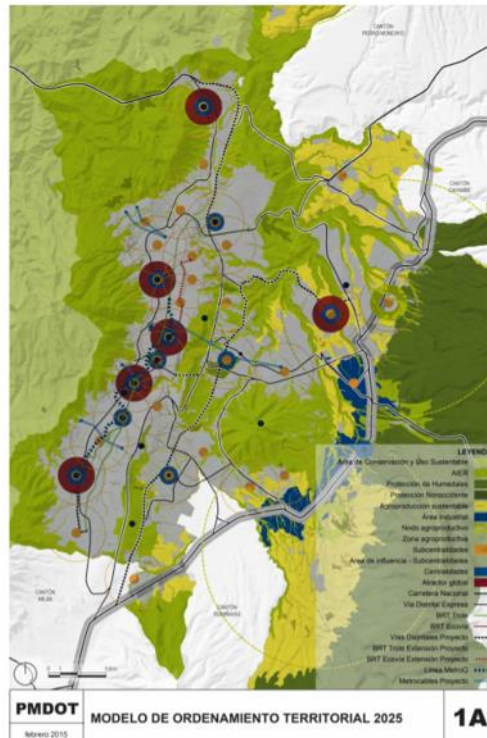 CANTÓN
PEDRO MONCAYO
CANTÓN
CAYAMBE
CANTÓN
MEJÍA
CANTÓN
RUMIÑAHUI
LEYENDA
Área de Conservación y Uso Sustentable
AIER
Protección de Humedales
Protección Noroccidente
Agroproducción sustentable
Área Industrial
Nodo agroproductivo
Zona agroproductiva
Subcentralidades
Área de influencia - Subcentralidades
Centralidades
Atractor global
Carretera Nacional
Vía Distrital Expresa
BRT Trole
BRT Ecovía
Vías Distritales Proyecto
BRT Trole Extensión Proyecto
BRT Ecovía Extensión Proyecto
Línea MetroQ
Metrocables Proyecto
PMDOT
febrero 2015
MODELO DE ORDENAMIENTO TERRITORIAL 2025
1A